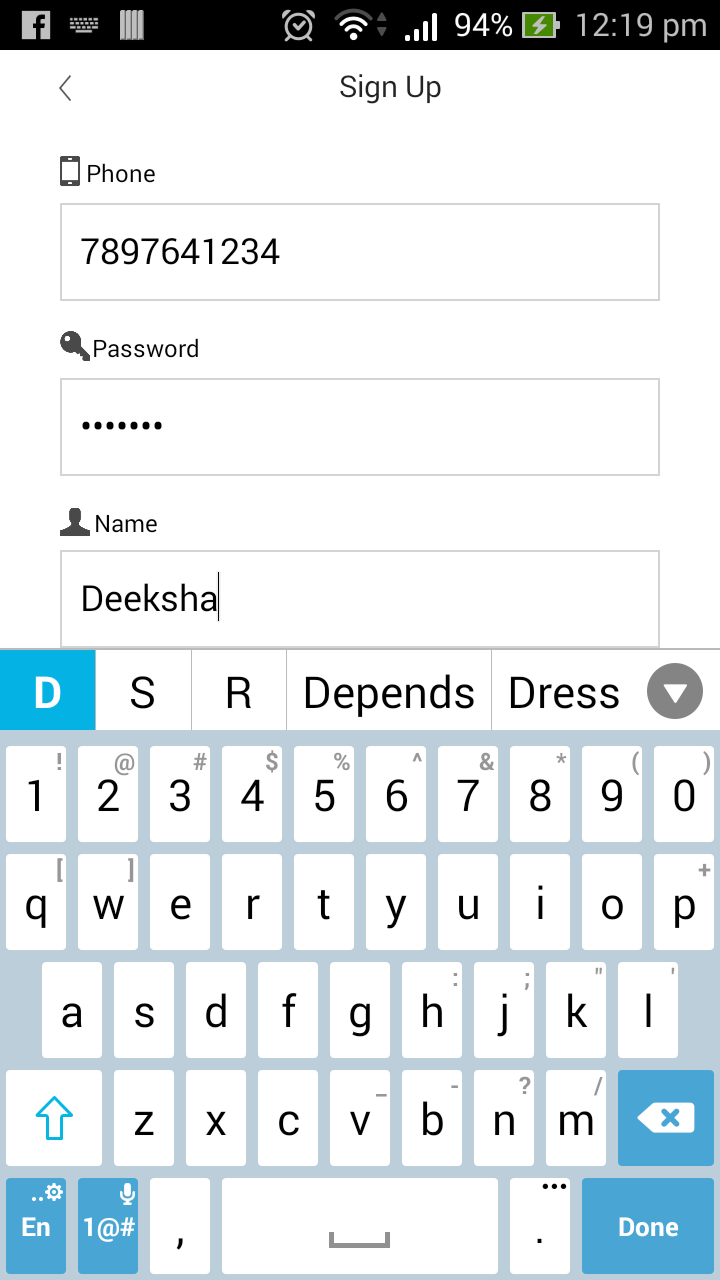 94% 12:19 pm
Sign Up
Phone
7897641234
Password
•••••••
Name
Deeksha
D S R Depends Dress
! @ # $ % ^ & * ( )
1 2 3 4 5 6 7 8 9 0
[ ] +
q w e r t y u i o p
: ; " '
a s d f g h j k l
_ - ? /
z x c v b n m
..
En 1@# , . Done